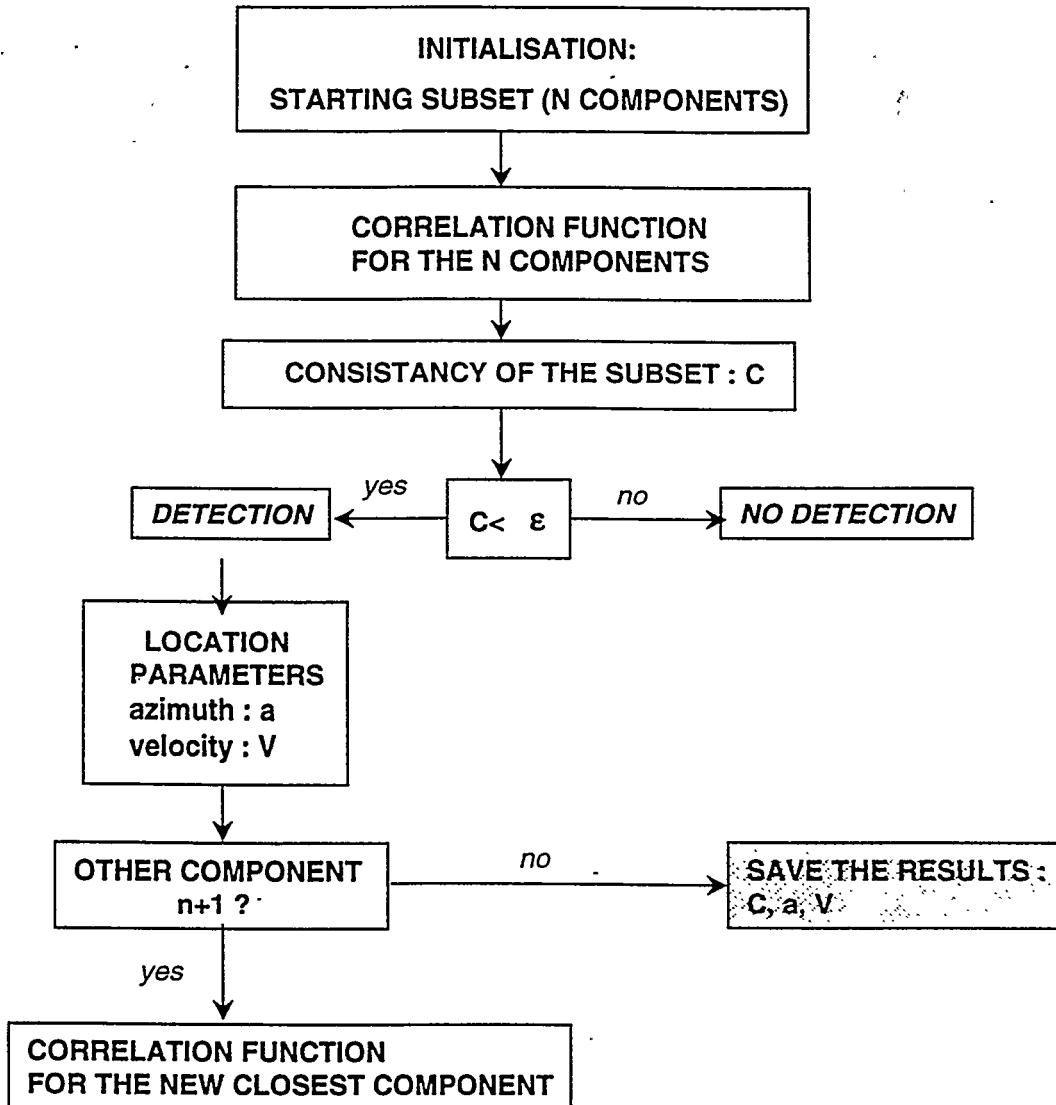 INITIALISATION:
STARTING SUBSET (N COMPONENTS)
CORRELATION FUNCTION
FOR THE N COMPONENTS
CONSISTANCY OF THE SUBSET : C
yes
no
DETECTION
C< ε
NO DETECTION
LOCATION
PARAMETERS
azimuth : a
velocity : V
OTHER COMPONENT
n+1 ?
no
SAVE THE RESULTS :
C, a, V
yes
CORRELATION FUNCTION
FOR THE NEW CLOSEST COMPONENT